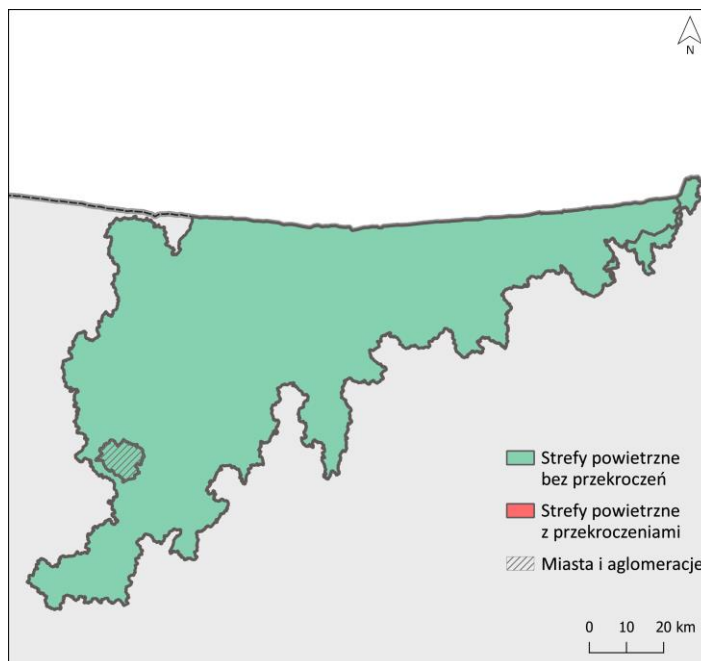 N
Strefy powietrzne
bez przekroczeń
Strefy powietrzne
z przekroczeniami
Miasta i aglomeracje
0 10 20 km